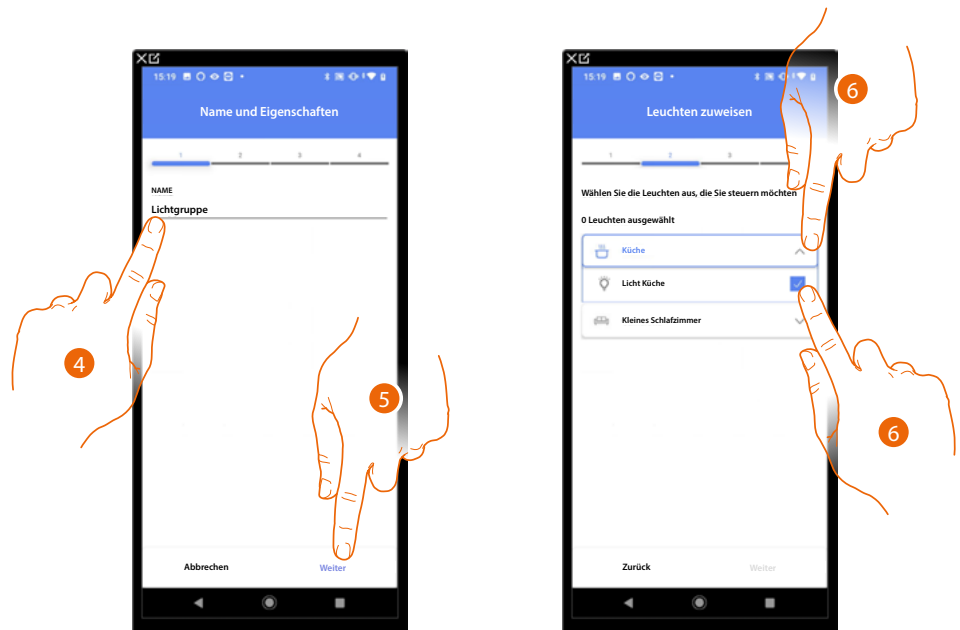 15:19
Name und Eigenschaften
1 2 3 4
NAME
Lichtgruppe
4
5
Abbrechen Weiter
15:19
6
Leuchten zuweisen
1 2 3
Wählen Sie die Leuchten aus, die Sie steuern möchten
0 Leuchten ausgewählt
Küche
Licht Küche
Kleines Schlafzimmer
6
Zurück Weiter